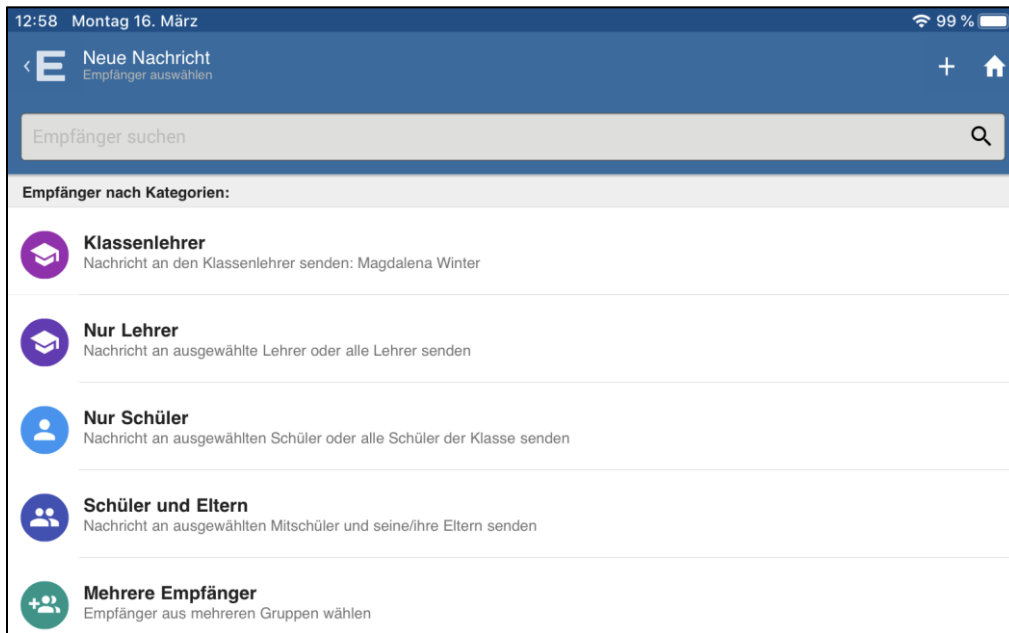 12:58 Montag 16. März 99 %
E Neue Nachricht
Empfänger auswählen
Empfänger suchen
Empfänger nach Kategorien:
Klassenlehrer
Nachricht an den Klassenlehrer senden: Magdalena Winter
Nur Lehrer
Nachricht an ausgewählte Lehrer oder alle Lehrer senden
Nur Schüler
Nachricht an ausgewählten Schüler oder alle Schüler der Klasse senden
Schüler und Eltern
Nachricht an ausgewählten Mitschüler und seine/ihre Eltern senden
Mehrere Empfänger
Empfänger aus mehreren Gruppen wählen